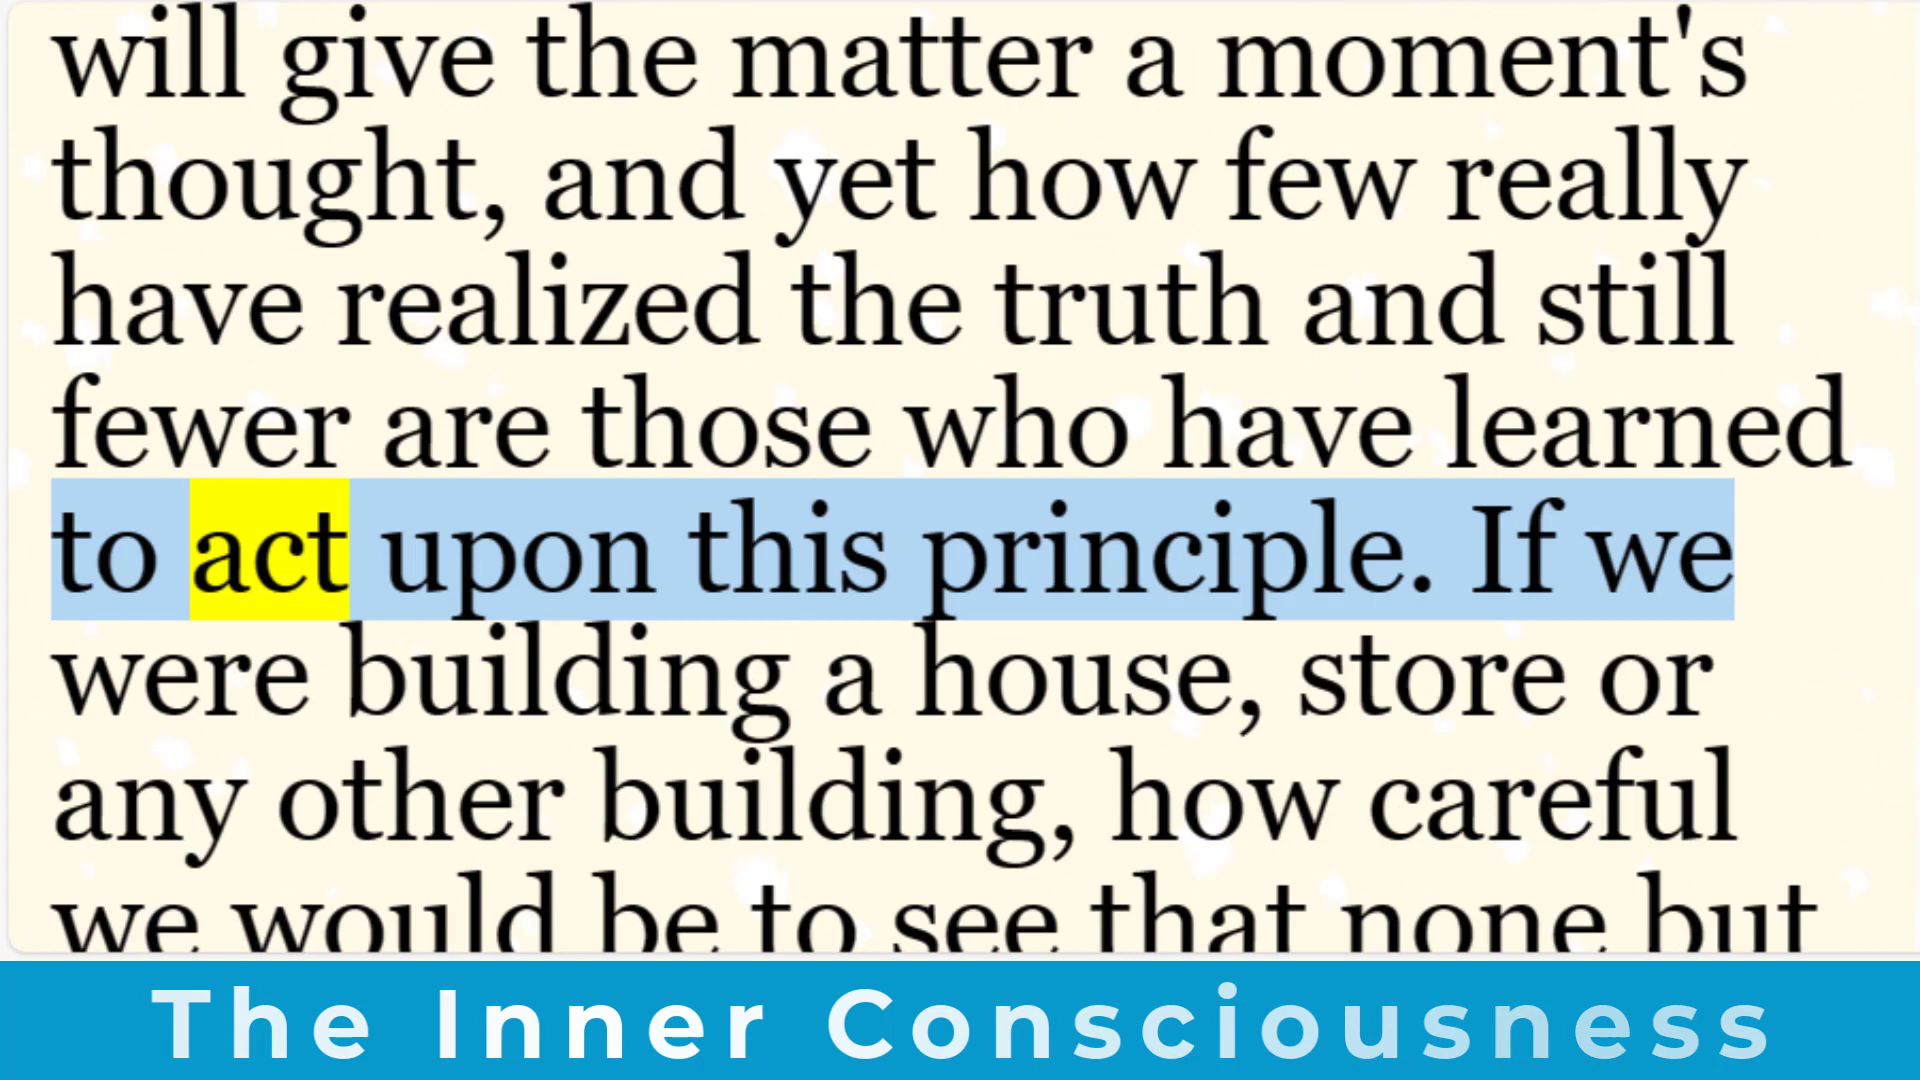 will give the matter a moment's
thought, and yet how few really
have realized the truth and still
fewer are those who have learned
to act upon this principle. If we
were building a house, store or
any other building, how careful
we would be to see that none but
The Inner Consciousness